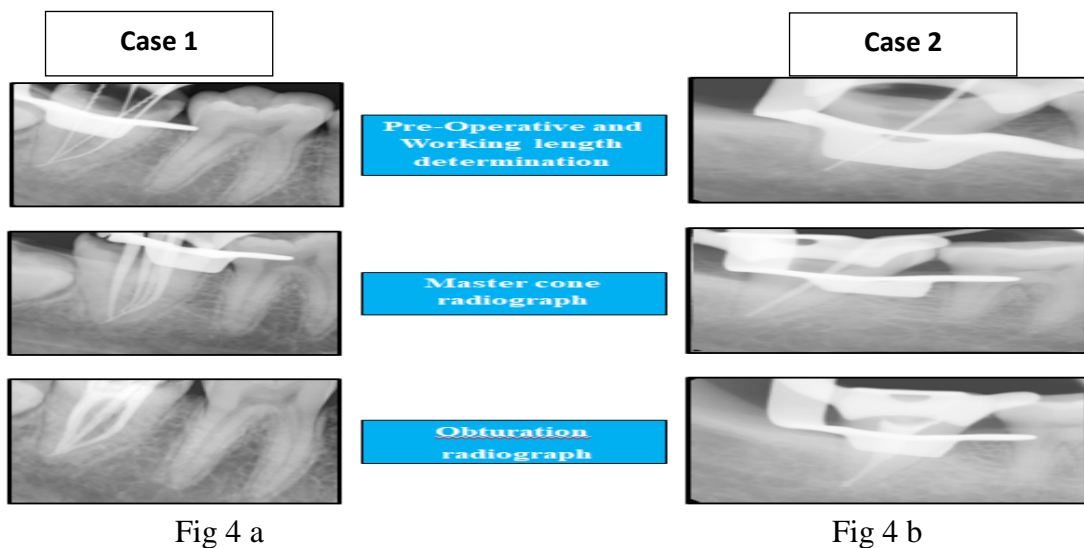 Case 1
Case 2
Pre-Operative and
Working length
determination
Master cone
radiograph
Obturation
radiograph
Fig 4 a
Fig 4 b